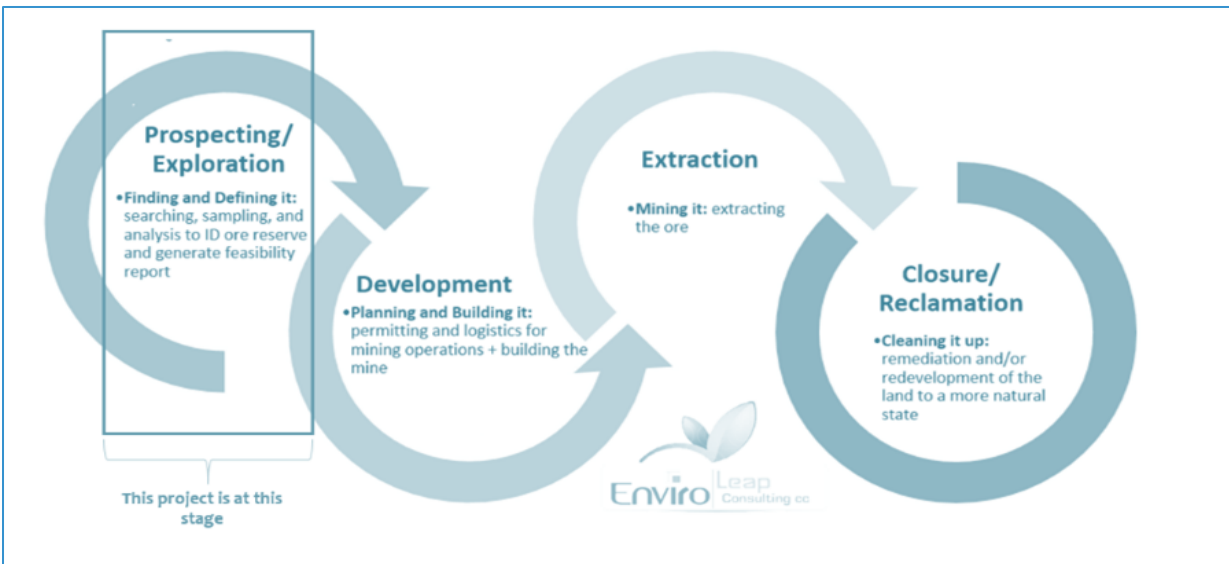 Prospecting/
Exploration
•Finding and Defining it:
searching, sampling, and
analysis to ID ore reserve
and generate feasibility
report
Development
•Planning and Building it:
permitting and logistics for
mining operations + building the
mine
Extraction
•Mining it: extracting
the ore
Closure/
Reclamation
•Cleaning it up:
remediation and/or
redevelopment of the
land to a more natural
state
This project is at this
stage
Enviro Leap
Consulting cc